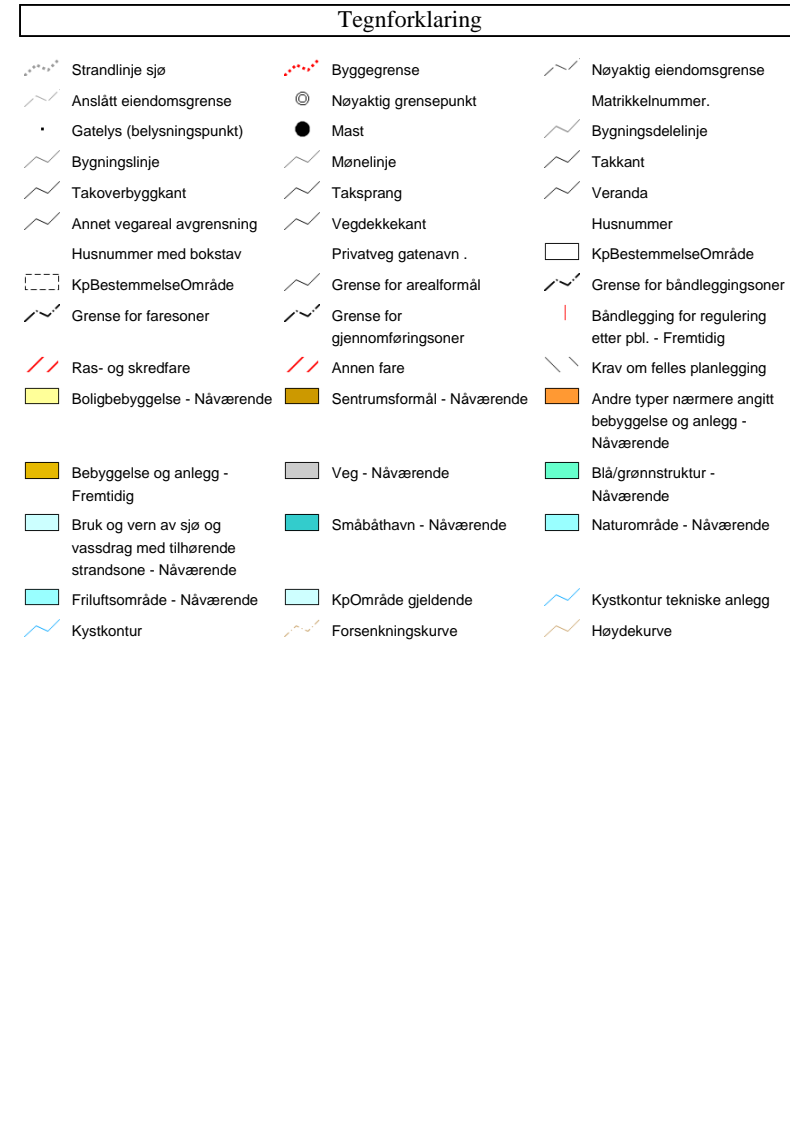 Tegnforklaring
Strandlinje sjø
Byggegrense
Nøyaktig eiendomsgrense
Anslått eiendomsgrense
Nøyaktig grensepunkt
Matrikkelnummer.
Gatelys (belysningspunkt)
Mast
Bygningsdelelinje
Bygningslinje
Mønelinje
Takkant
Takoverbyggkant
Taksprang
Veranda
Annet vegareal avgrensning
Vegdekkekant
Husnummer
Husnummer med bokstav
Privatveg gatenavn .
KpBestemmelseOmråde
KpBestemmelseOmråde
Grense for arealformål
Grense for båndleggingsoner
Grense for faresoner
Grense for
gjennomføringsoner
Båndlegging for regulering
etter pbl. - Fremtidig
Ras- og skredfare
Annen fare
Krav om felles planlegging
Boligbebyggelse - Nåværende
Sentrumsformål - Nåværende
Andre typer nærmere angitt
bebyggelse og anlegg -
Nåværende
Bebyggelse og anlegg -
Fremtidig
Veg - Nåværende
Blå/grønnstruktur -
Nåværende
Bruk og vern av sjø og
vassdrag med tilhørende
strandsone - Nåværende
Småbåthavn - Nåværende
Naturområde - Nåværende
Friluftsområde - Nåværende
KpOmråde gjeldende
Kystkontur tekniske anlegg
Kystkontur
Forsenkningskurve
Høydekurve